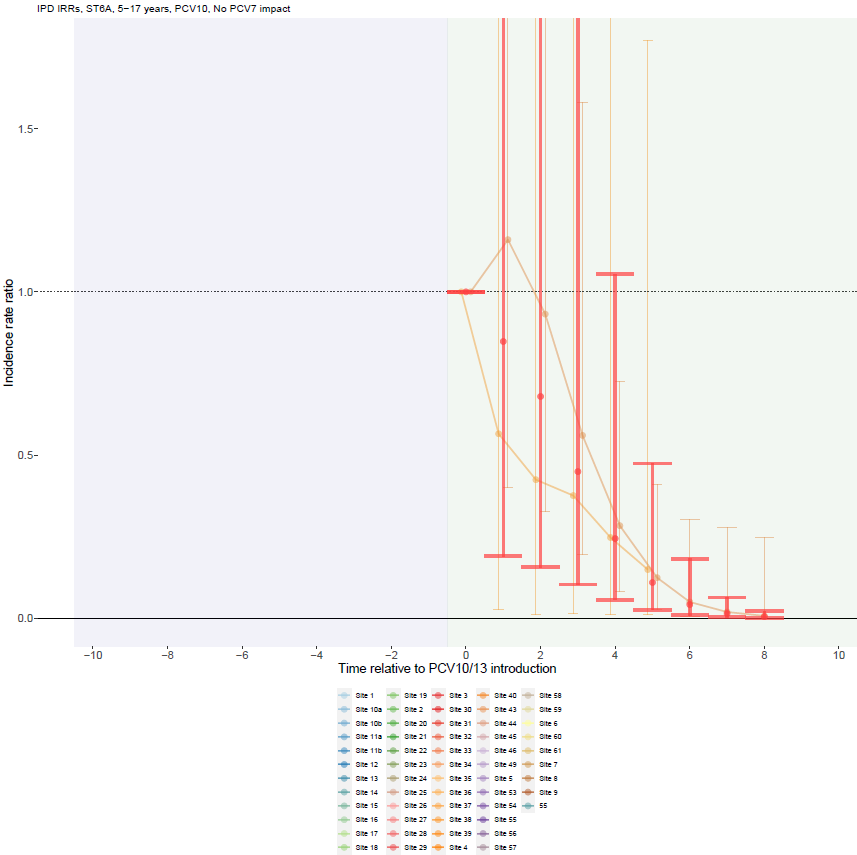 IPD IRRs, ST6A, 5−17 years, PCV10, No PCV7 impact
Incidence rate ratio
1.5
1.0
0.5
0.0
−10 −8 −6 −4 −2 0 2 4 6 8 10
Time relative to PCV10/13 introduction
Site 1 Site 19 Site 3 Site 40 Site 58
Site 10a Site 2 Site 30 Site 43 Site 59
Site 10b Site 20 Site 31 Site 44 Site 6
Site 11a Site 21 Site 32 Site 45 Site 60
Site 11b Site 22 Site 33 Site 46 Site 61
Site 12 Site 23 Site 34 Site 49 Site 7
Site 13 Site 24 Site 35 Site 5 Site 8
Site 14 Site 25 Site 36 Site 53 Site 9
Site 15 Site 26 Site 37 Site 54 55
Site 16 Site 27 Site 38 Site 55
Site 17 Site 28 Site 39 Site 56
Site 18 Site 29 Site 4 Site 57